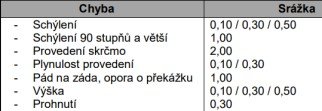 Chyba Srážka
- Schýlení 0,10 / 0,30 / 0,50
- Schýlení 90 stupňů a větší 1,00
- Provedení skrčmo 2,00
- Plynulost provedení 0,10 / 0,30
- Pád na záda, opora o překážku 1,00
- Výška 0,10 / 0,30 / 0,50
- Prohnutí 0,30